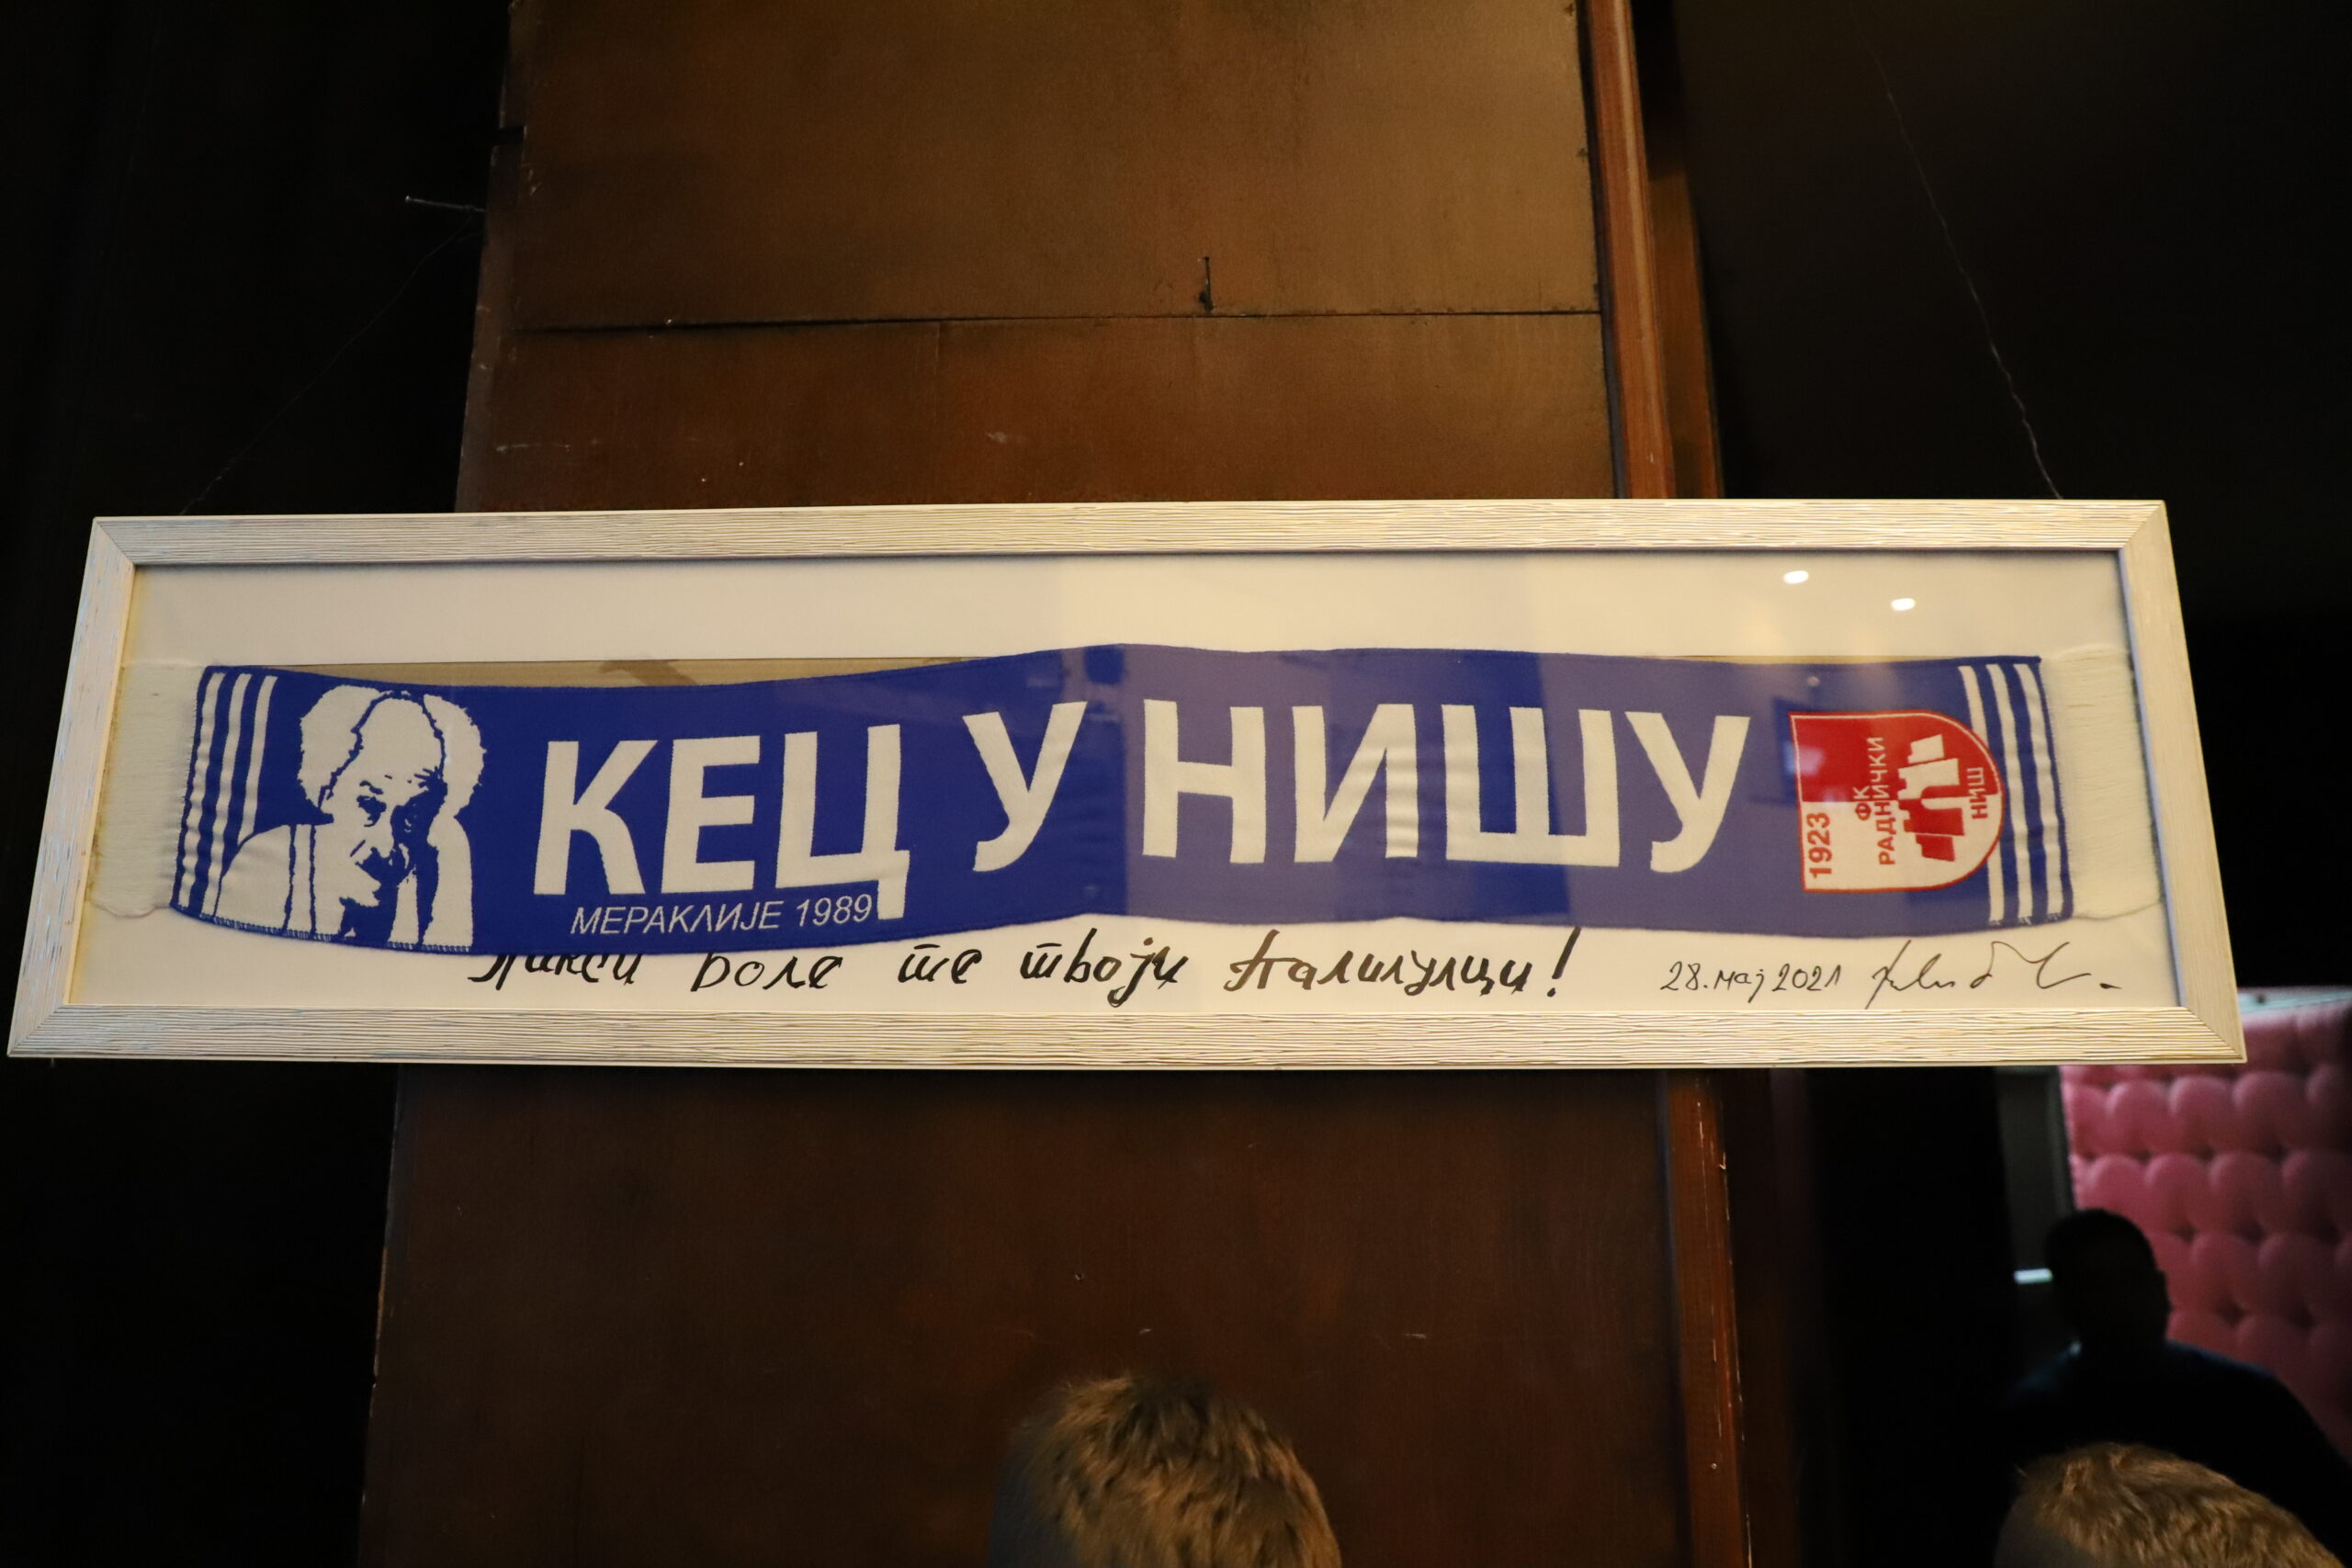 КЕЦ У НИШУ
МЕРАКЛИЈЕ 1989
1923
ФК
РАДНИЧКИ
НИШ
воле те твоји Палилулци!
28. мај 2021